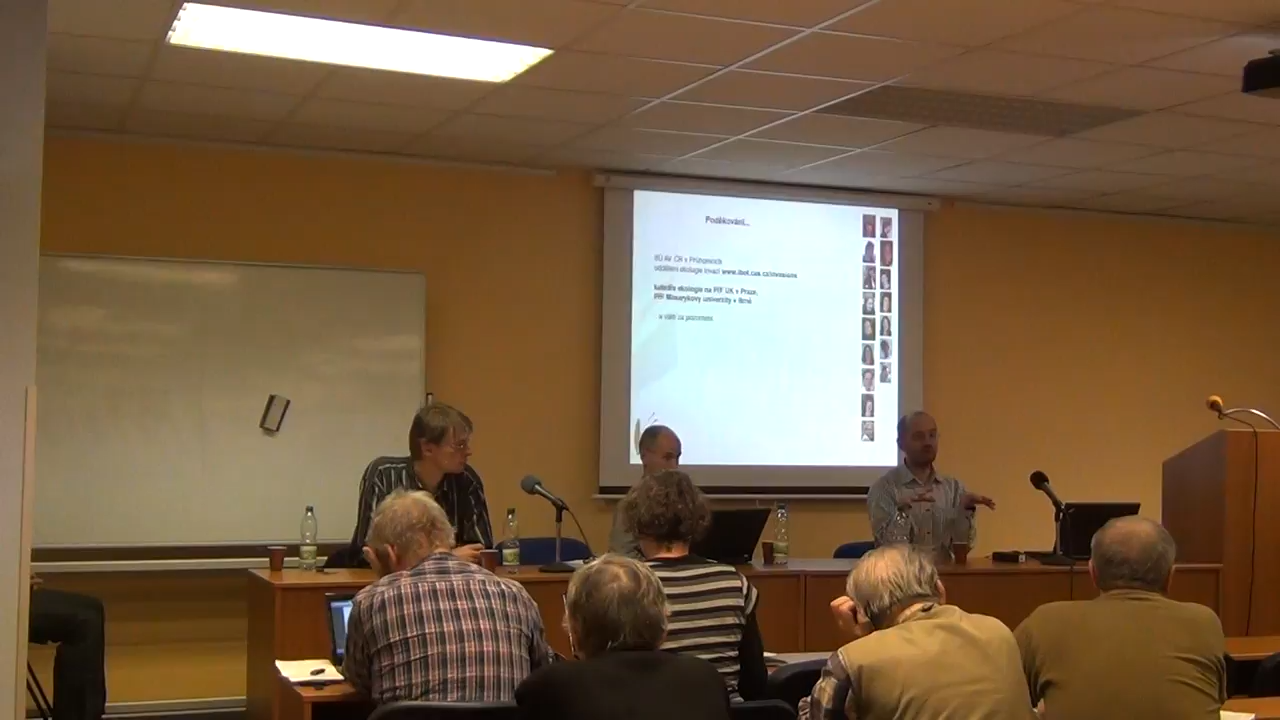 Poděkování...
BÚ AV ČR v Průhonicích
oddělení ekologie invazí www.ibot.cas.cz/invasions
katedře ekologie na PřF UK v Praze,
PřF Masarykovy univerzity v Brně
a vám za pozornost